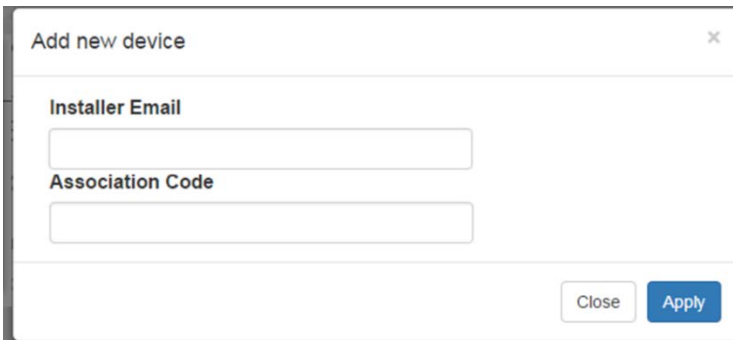 Add new device
×
Installer Email
Association Code
Close Apply